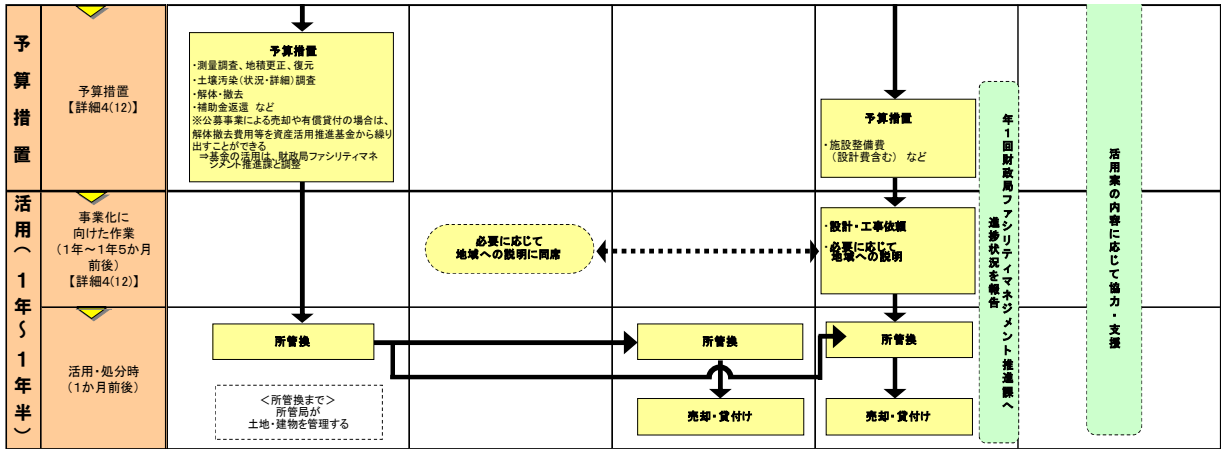 予算措置
予算措置
【詳細4(12)】
予算措置
・測量調査、地積更正、復元
・土壌汚染(状況・詳細)調査
・解体・撤去
・補助金返還 など
※公募事業による売却や有償貸付の場合は、
解体撤去費用等を資産活用推進基金から繰り
出すことができる
⇒基金の活用は、財政局ファシリティマネ
ジメント推進課と調整
予算措置
・施設整備費
(設計費含む) など
年1回財政局ファシリティマネジメント推進課へ
進捗状況を報告
活用案の内容に応じて協力・支援
活用(1年~1年半)
事業化に
向けた作業
(1年~1年5か月
前後)
【詳細4(12)】
必要に応じて
地域への説明に同席
・設計・工事依頼
・必要に応じて
地域への説明
活用・処分時
(1か月前後)
所管換
所管換
所管換
<所管換まで>
所管局が
土地・建物を管理する
売却・貸付け
売却・貸付け